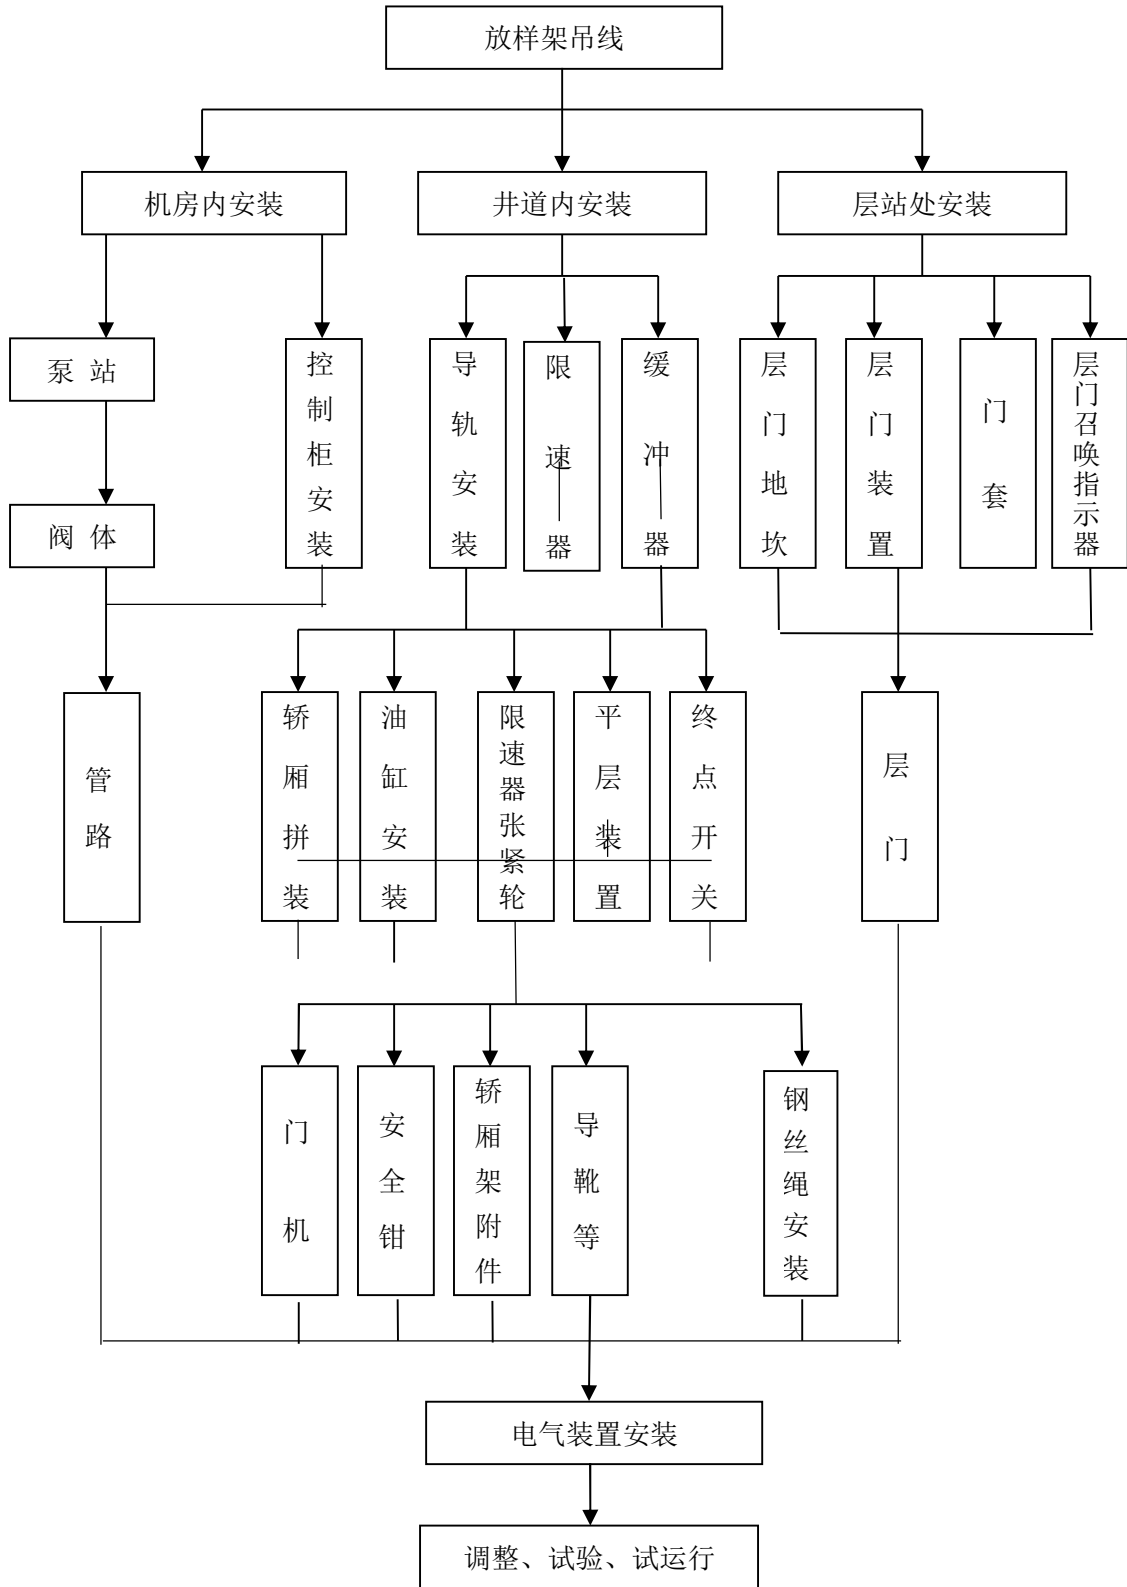 放样架吊线
机房内安装
井道内安装
层站处安装
泵 站
控制柜安装
导轨安装
限速器
缓冲器
层门地坎
层门装置
门套
层门召唤指示器
阀 体
管路
轿厢拼装
油缸安装
限速器张紧轮
平层装置
终点开关
层门
门机
安全钳
轿厢架附件
导靴等
钢丝绳安装
电气装置安装
调整、试验、试运行